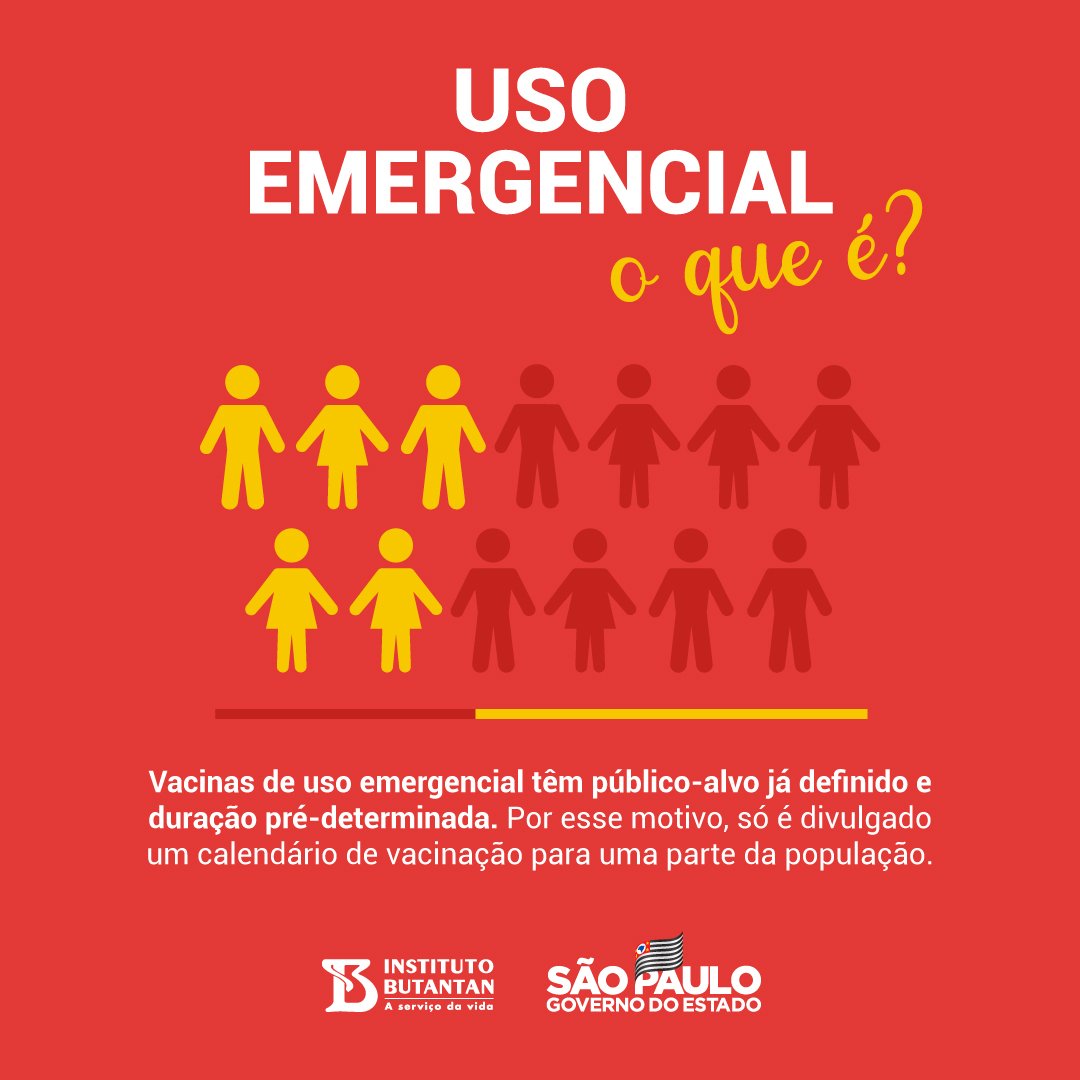 USO
EMERGENCIAL
o que é?
Vacinas de uso emergencial têm público-alvo já definido e
duração pré-determinada. Por esse motivo, só é divulgado
um calendário de vacinação para uma parte da população.
INSTITUTO
BUTANTAN
A serviço da vida
SÃO PAULO
GOVERNO DO ESTADO